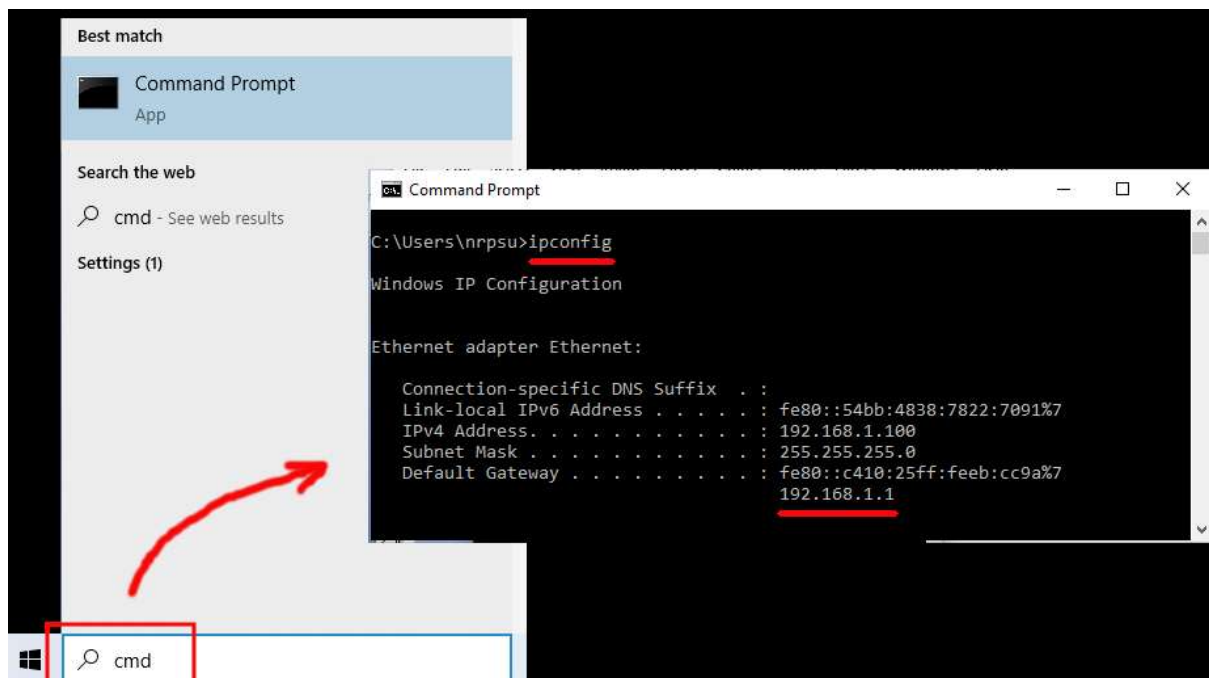 Best match
Command Prompt
App
Search the web
cmd - See web results
Settings (1)
Command Prompt
C:\Users\nrpsu>ipconfig
Windows IP Configuration
Ethernet adapter Ethernet:
Connection-specific DNS Suffix . :
Link-local IPv6 Address . . . . . : fe80::54bb:4838:7822:7091%7
IPv4 Address. . . . . . . . . . . : 192.168.1.100
Subnet Mask . . . . . . . . . . . : 255.255.255.0
Default Gateway . . . . . . . . . : fe80::c410:25ff:feeb:cc9a%7
192.168.1.1
cmd